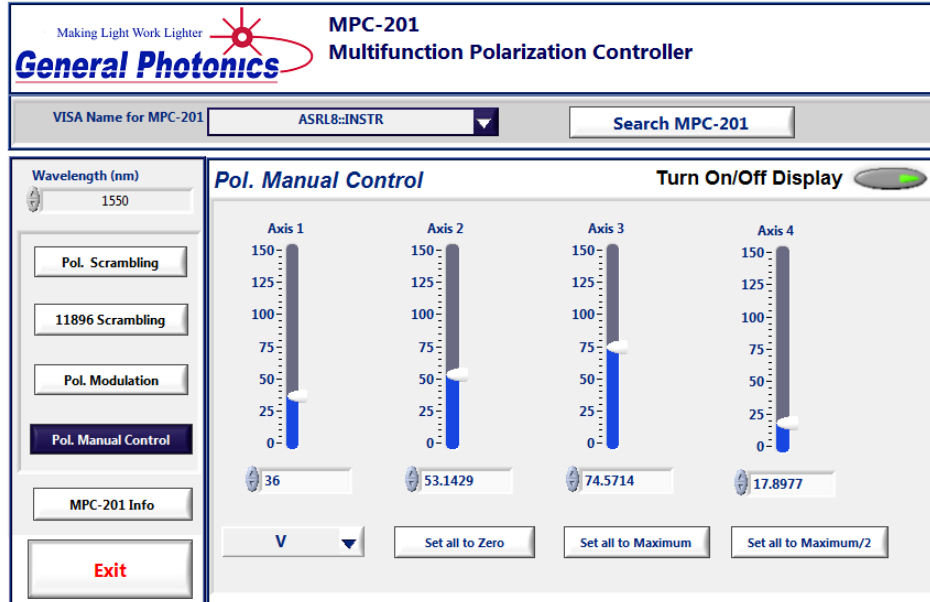 Making Light Work Lighter
General Photonics
MPC-201
Multifunction Polarization Controller
VISA Name for MPC-201
ASRL8::INSTR
Search MPC-201
Wavelength (nm)
1550
Pol. Scrambling
11896 Scrambling
Pol. Modulation
Pol. Manual Control
MPC-201 Info
Exit
Pol. Manual Control
Turn On/Off Display
Axis 1
150
125
100
75
50
25
0
36
Axis 2
150
125
100
75
50
25
0
53.1429
Axis 3
150
125
100
75
50
25
0
74.5714
Axis 4
150
125
100
75
50
25
0
17.8977
V
Set all to Zero
Set all to Maximum
Set all to Maximum/2